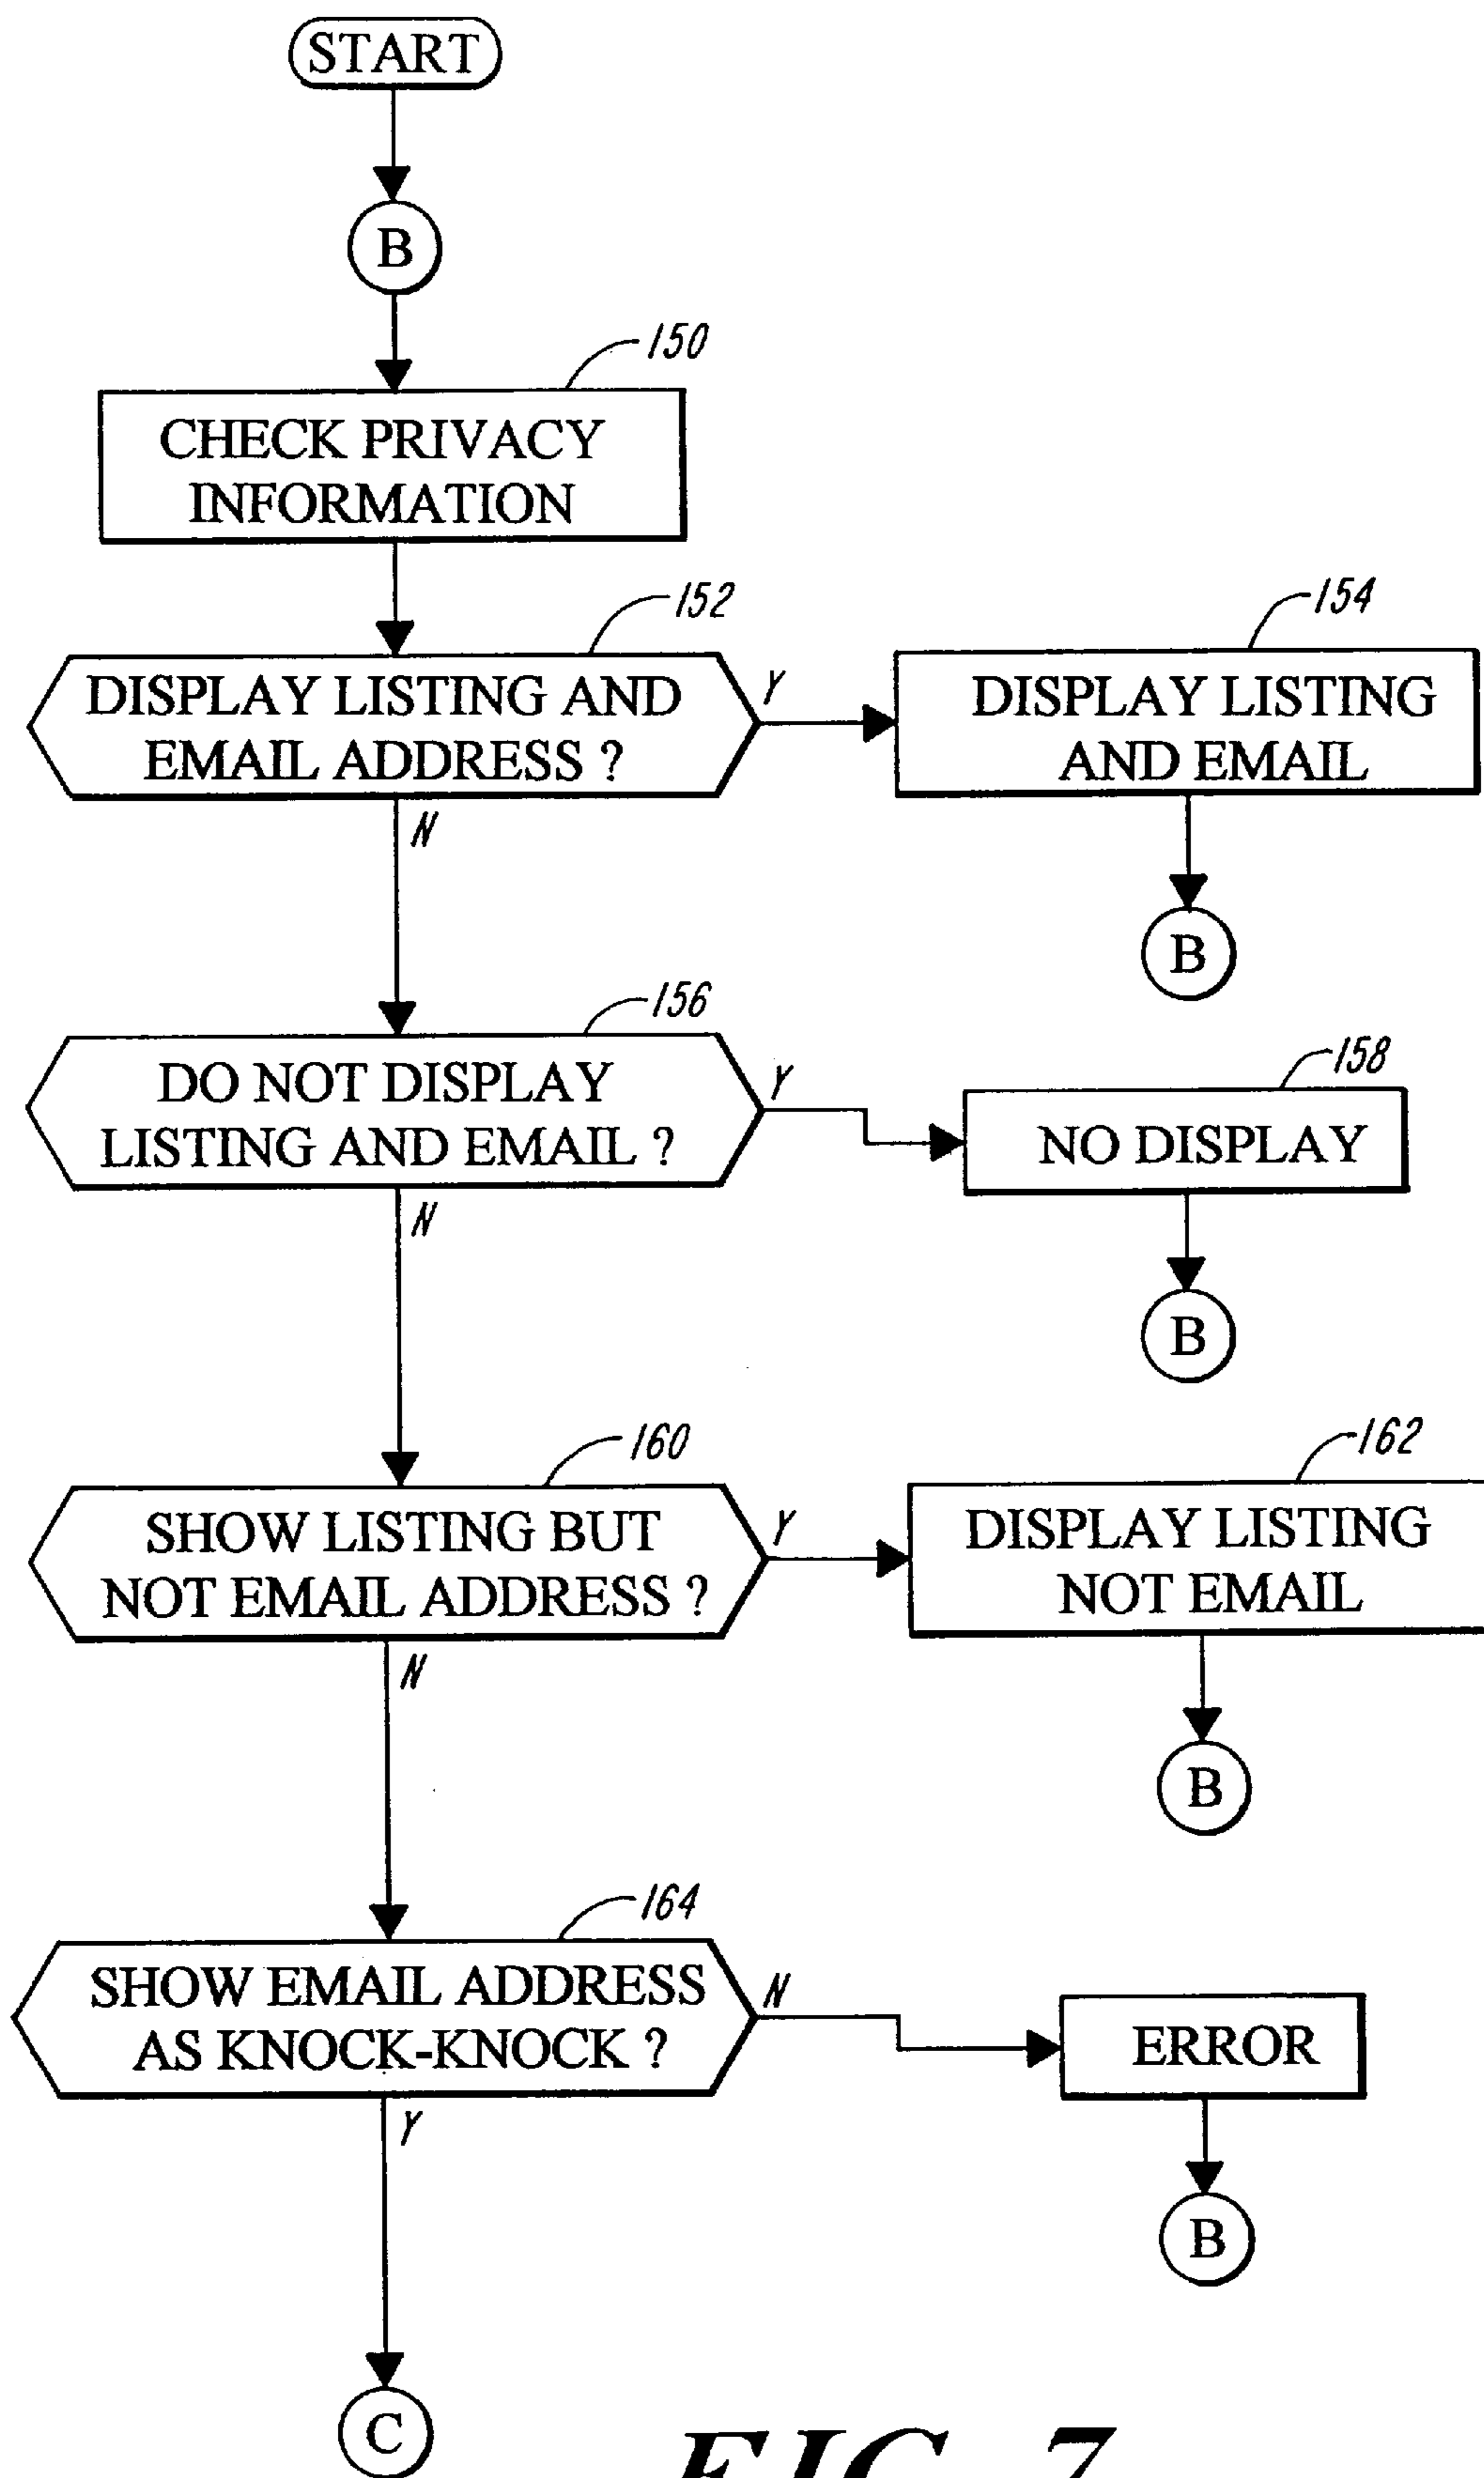 START
B
150
CHECK PRIVACY
INFORMATION
152
DISPLAY LISTING AND
EMAIL ADDRESS ?
Y
N
154
DISPLAY LISTING
AND EMAIL
B
156
DO NOT DISPLAY
LISTING AND EMAIL ?
Y
N
158
NO DISPLAY
B
160
SHOW LISTING BUT
NOT EMAIL ADDRESS ?
Y
N
162
DISPLAY LISTING
NOT EMAIL
B
164
SHOW EMAIL ADDRESS
AS KNOCK-KNOCK ?
N
Y
ERROR
B
C
FIG. 7